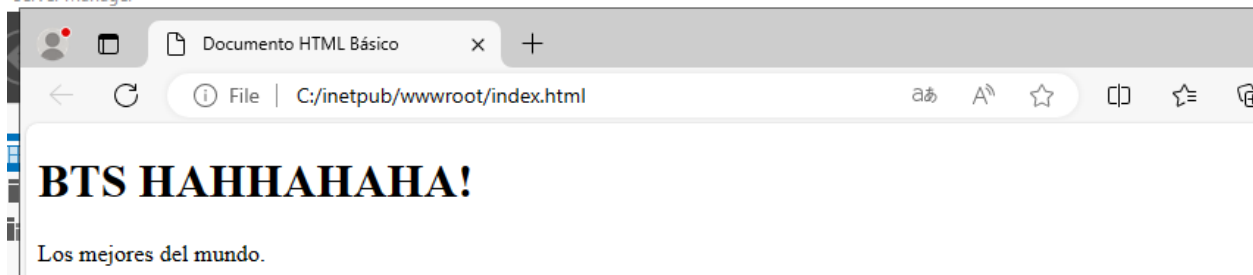 Documento HTML Básico
File C:/inetpub/wwwroot/index.html
BTS HAHHAHAHA!
Los mejores del mundo.